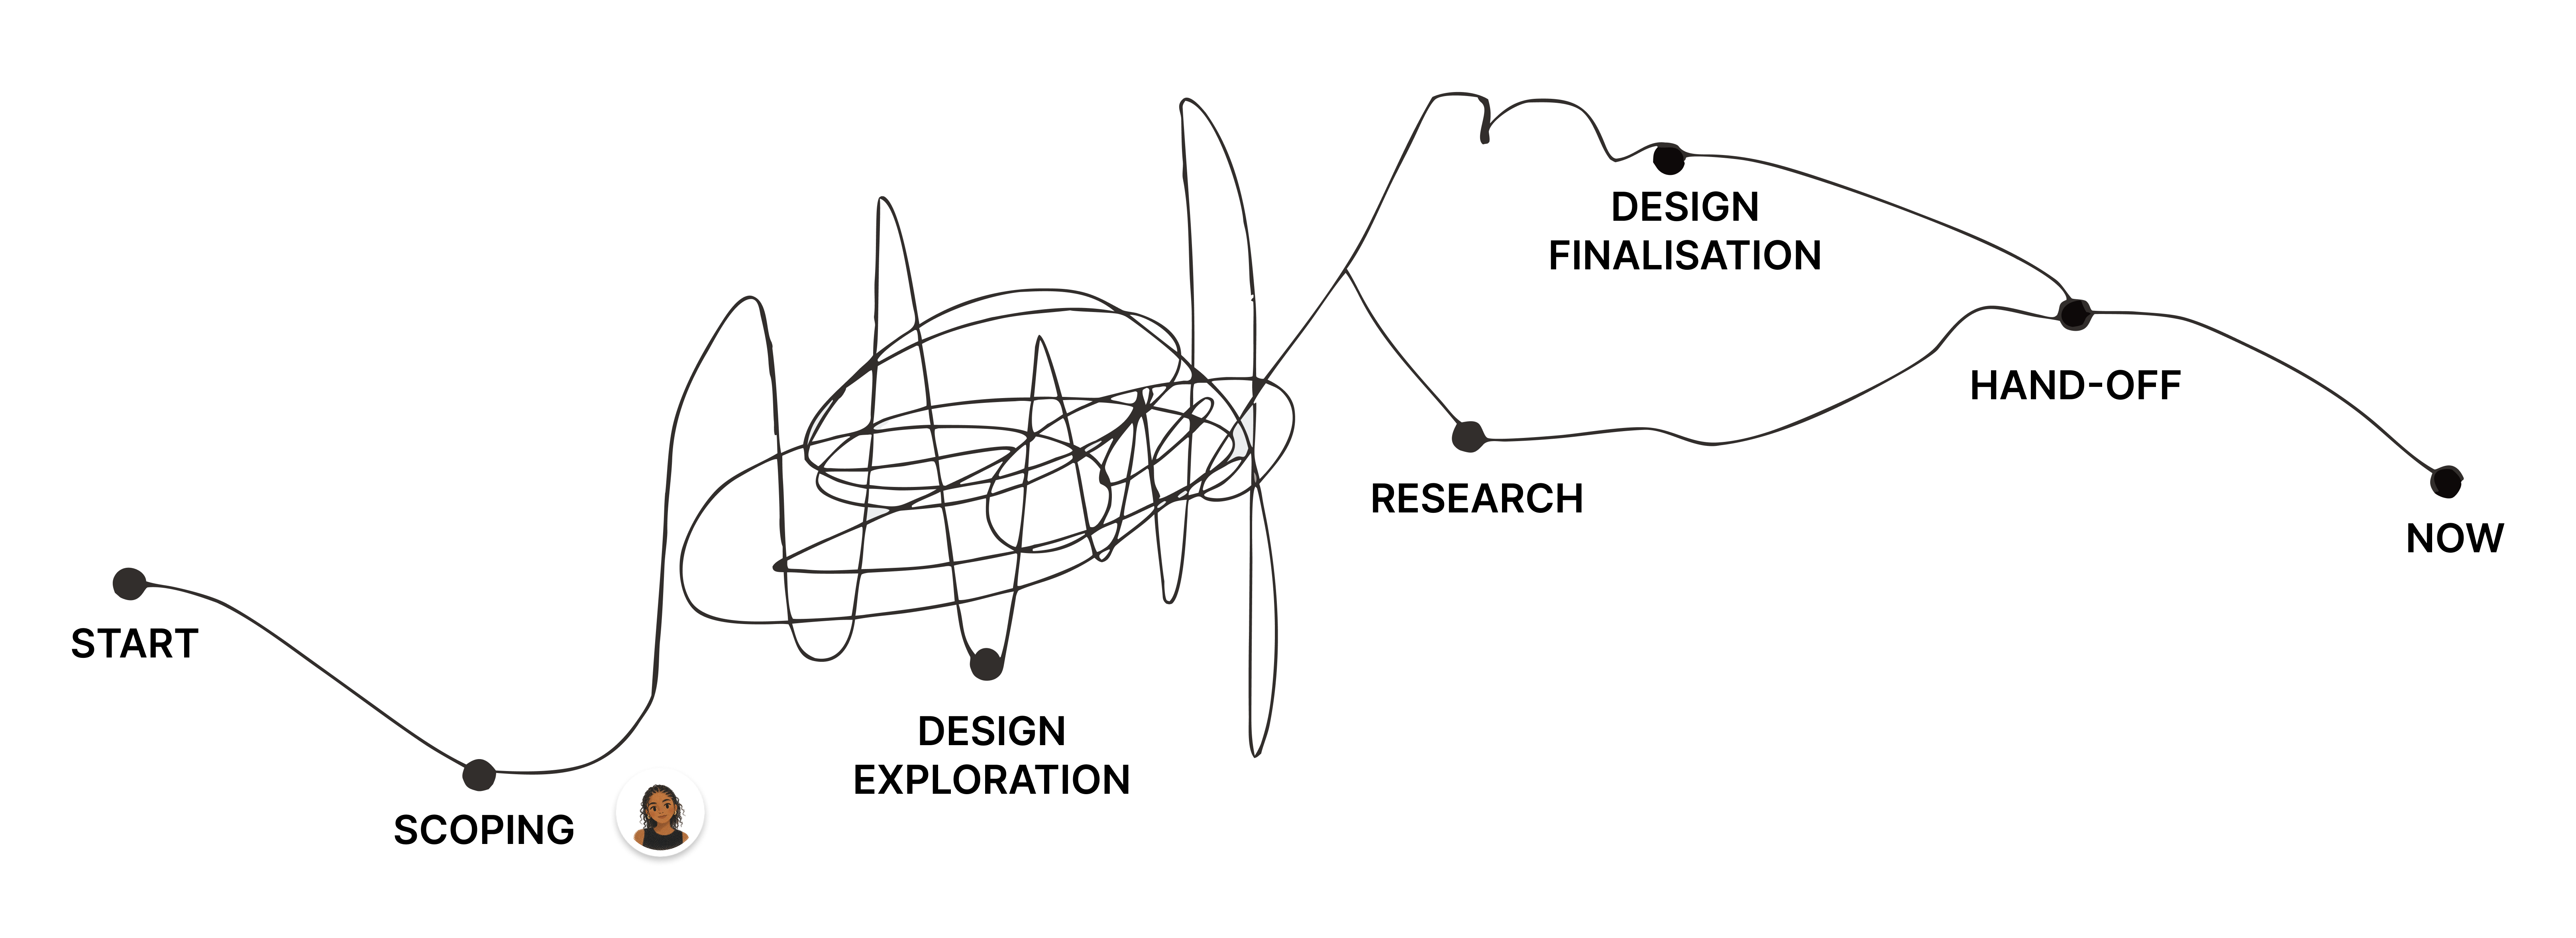 START
SCOPING
DESIGN
EXPLORATION
RESEARCH
DESIGN
FINALISATION
HAND-OFF
NOW